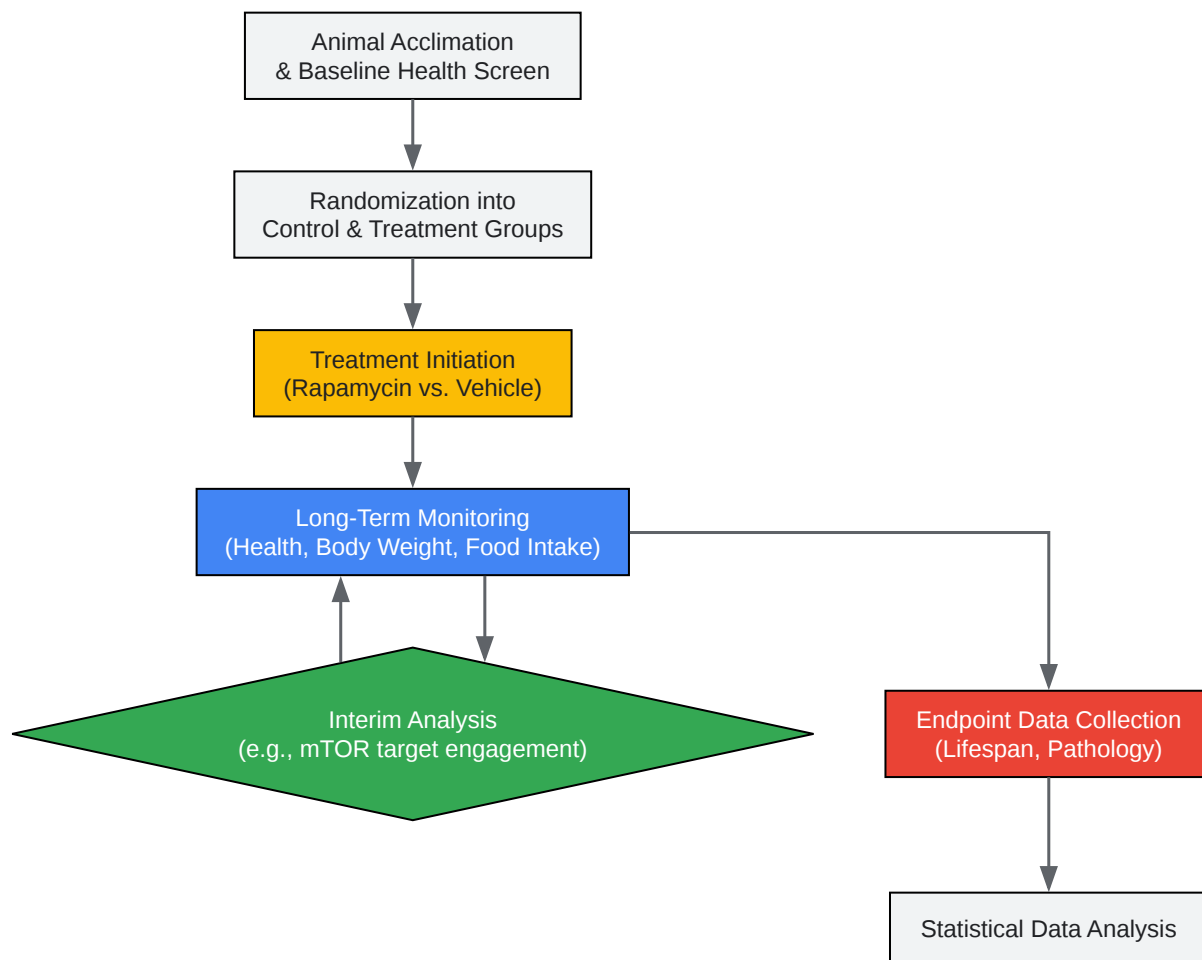 Animal Acclimation
& Baseline Health Screen
Randomization into
Control & Treatment Groups
Treatment Initiation
(Rapamycin vs. Vehicle)
Long-Term Monitoring
(Health, Body Weight, Food Intake)
Interim Analysis
(e.g., mTOR target engagement)
Endpoint Data Collection
(Lifespan, Pathology)
Statistical Data Analysis